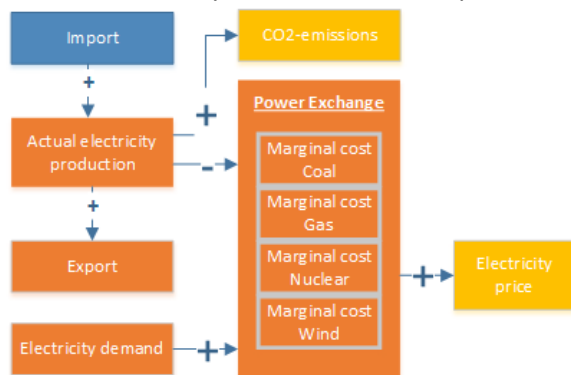 Import
CO2-emissions
+
+
Power Exchange
Actual electricity
production
-
Marginal cost
Coal
+
Marginal cost
Gas
Export
Marginal cost
Nuclear
+
Electricity
price
Marginal cost
Wind
Electricity demand
+